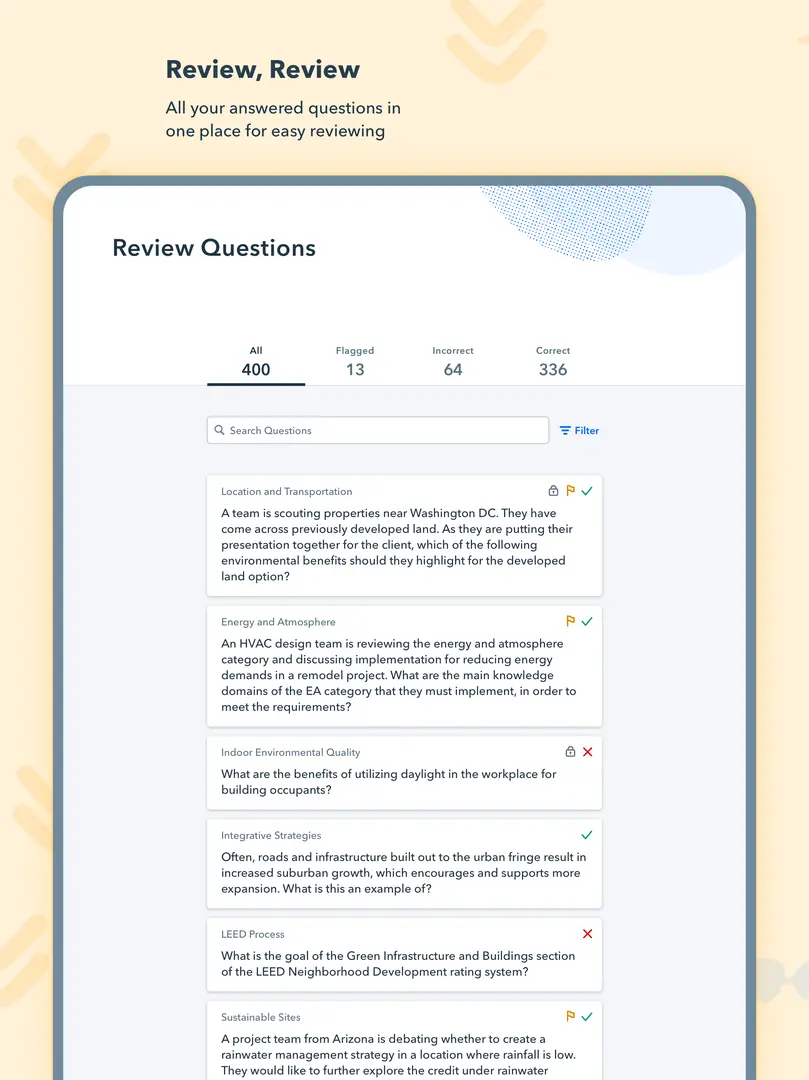 Review, Review
All your answered questions in
one place for easy reviewing
Review Questions
All
400
Flagged
13
Incorrect
64
Correct
336
Search Questions
Filter
Location and Transportation
A team is scouting properties near Washington DC. They have
come across previously developed land. As they are putting their
presentation together for the client, which of the following
environmental benefits should they highlight for the developed
land option?
Energy and Atmosphere
An HVAC design team is reviewing the energy and atmosphere
category and discussing implementation for reducing energy
demands in a remodel project. What are the main knowledge
domains of the EA category that they must implement, in order to
meet the requirements?
Indoor Environmental Quality
What are the benefits of utilizing daylight in the workplace for
building occupants?
Integrative Strategies
Often, roads and infrastructure built out to the urban fringe result in
increased suburban growth, which encourages and supports more
expansion. What is this an example of?
LEED Process
What is the goal of the Green Infrastructure and Buildings section
of the LEED Neighborhood Development rating system?
Sustainable Sites
A project team from Arizona is debating whether to create a
rainwater management strategy in a location where rainfall is low.
They would like to further explore the credit under rainwater